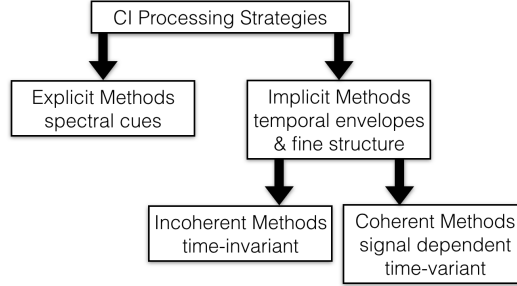 CI Processing Strategies
Explicit Methods
spectral cues
Implicit Methods
temporal envelopes
& fine structure
Incoherent Methods
time-invariant
Coherent Methods
signal dependent
time-variant